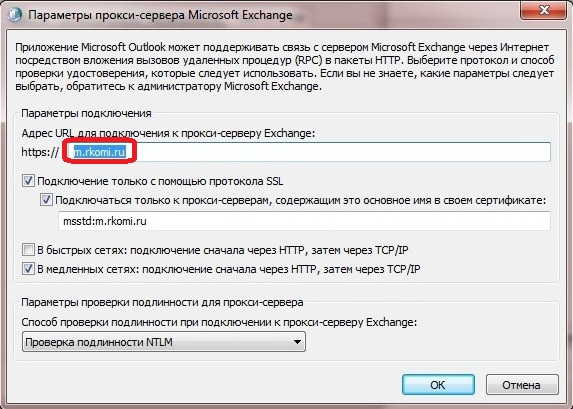 Параметры прокси-сервера Microsoft Exchange
Приложение Microsoft Outlook может поддерживать связь с сервером Microsoft Exchange через Интернет
посредством вложения вызовов удаленных процедур (RPC) в пакеты HTTP. Выберите протокол и способ
проверки удостоверения, которые следует использовать. Если вы не знаете, какие параметры следует
выбрать, обратитесь к администратору Microsoft Exchange.
Параметры подключения
Адрес URL для подключения к прокси-серверу Exchange:
https:// m.rkomi.ru
Подключение только с помощью протокола SSL
Подключаться только к прокси-серверам, содержащим это основное имя в своем сертификате:
msstd:m.rkomi.ru
В быстрых сетях: подключение сначала через HTTP, затем через TCP/IP
В медленных сетях: подключение сначала через HTTP, затем через TCP/IP
Параметры проверки подлинности для прокси-сервера
Способ проверки подлинности при подключении к прокси-серверу Exchange:
Проверка подлинности NTLM
ОК Отмена